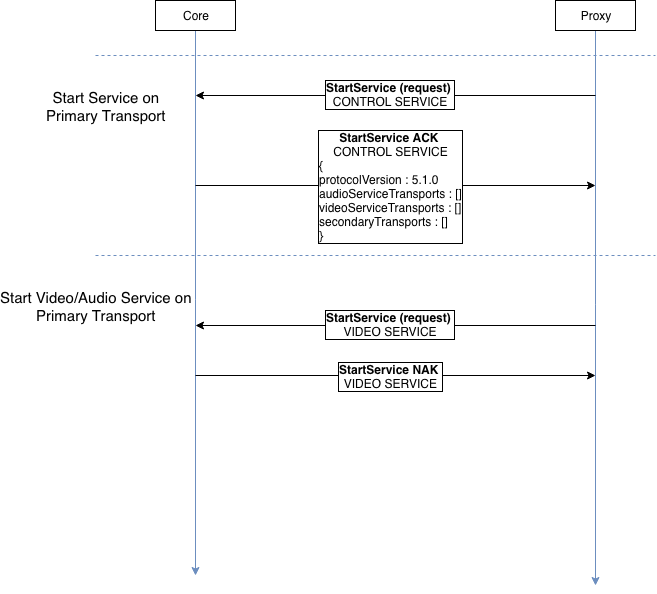 Core
Proxy
Start Service on
Primary Transport
StartService (request)
CONTROL SERVICE
StartService ACK
CONTROL SERVICE
{
protocolVersion : 5.1.0
audioServiceTransports : []
videoServiceTransports : []
secondaryTransports : []
}
Start Video/Audio Service on
Primary Transport
StartService (request)
VIDEO SERVICE
StartService NAK
VIDEO SERVICE